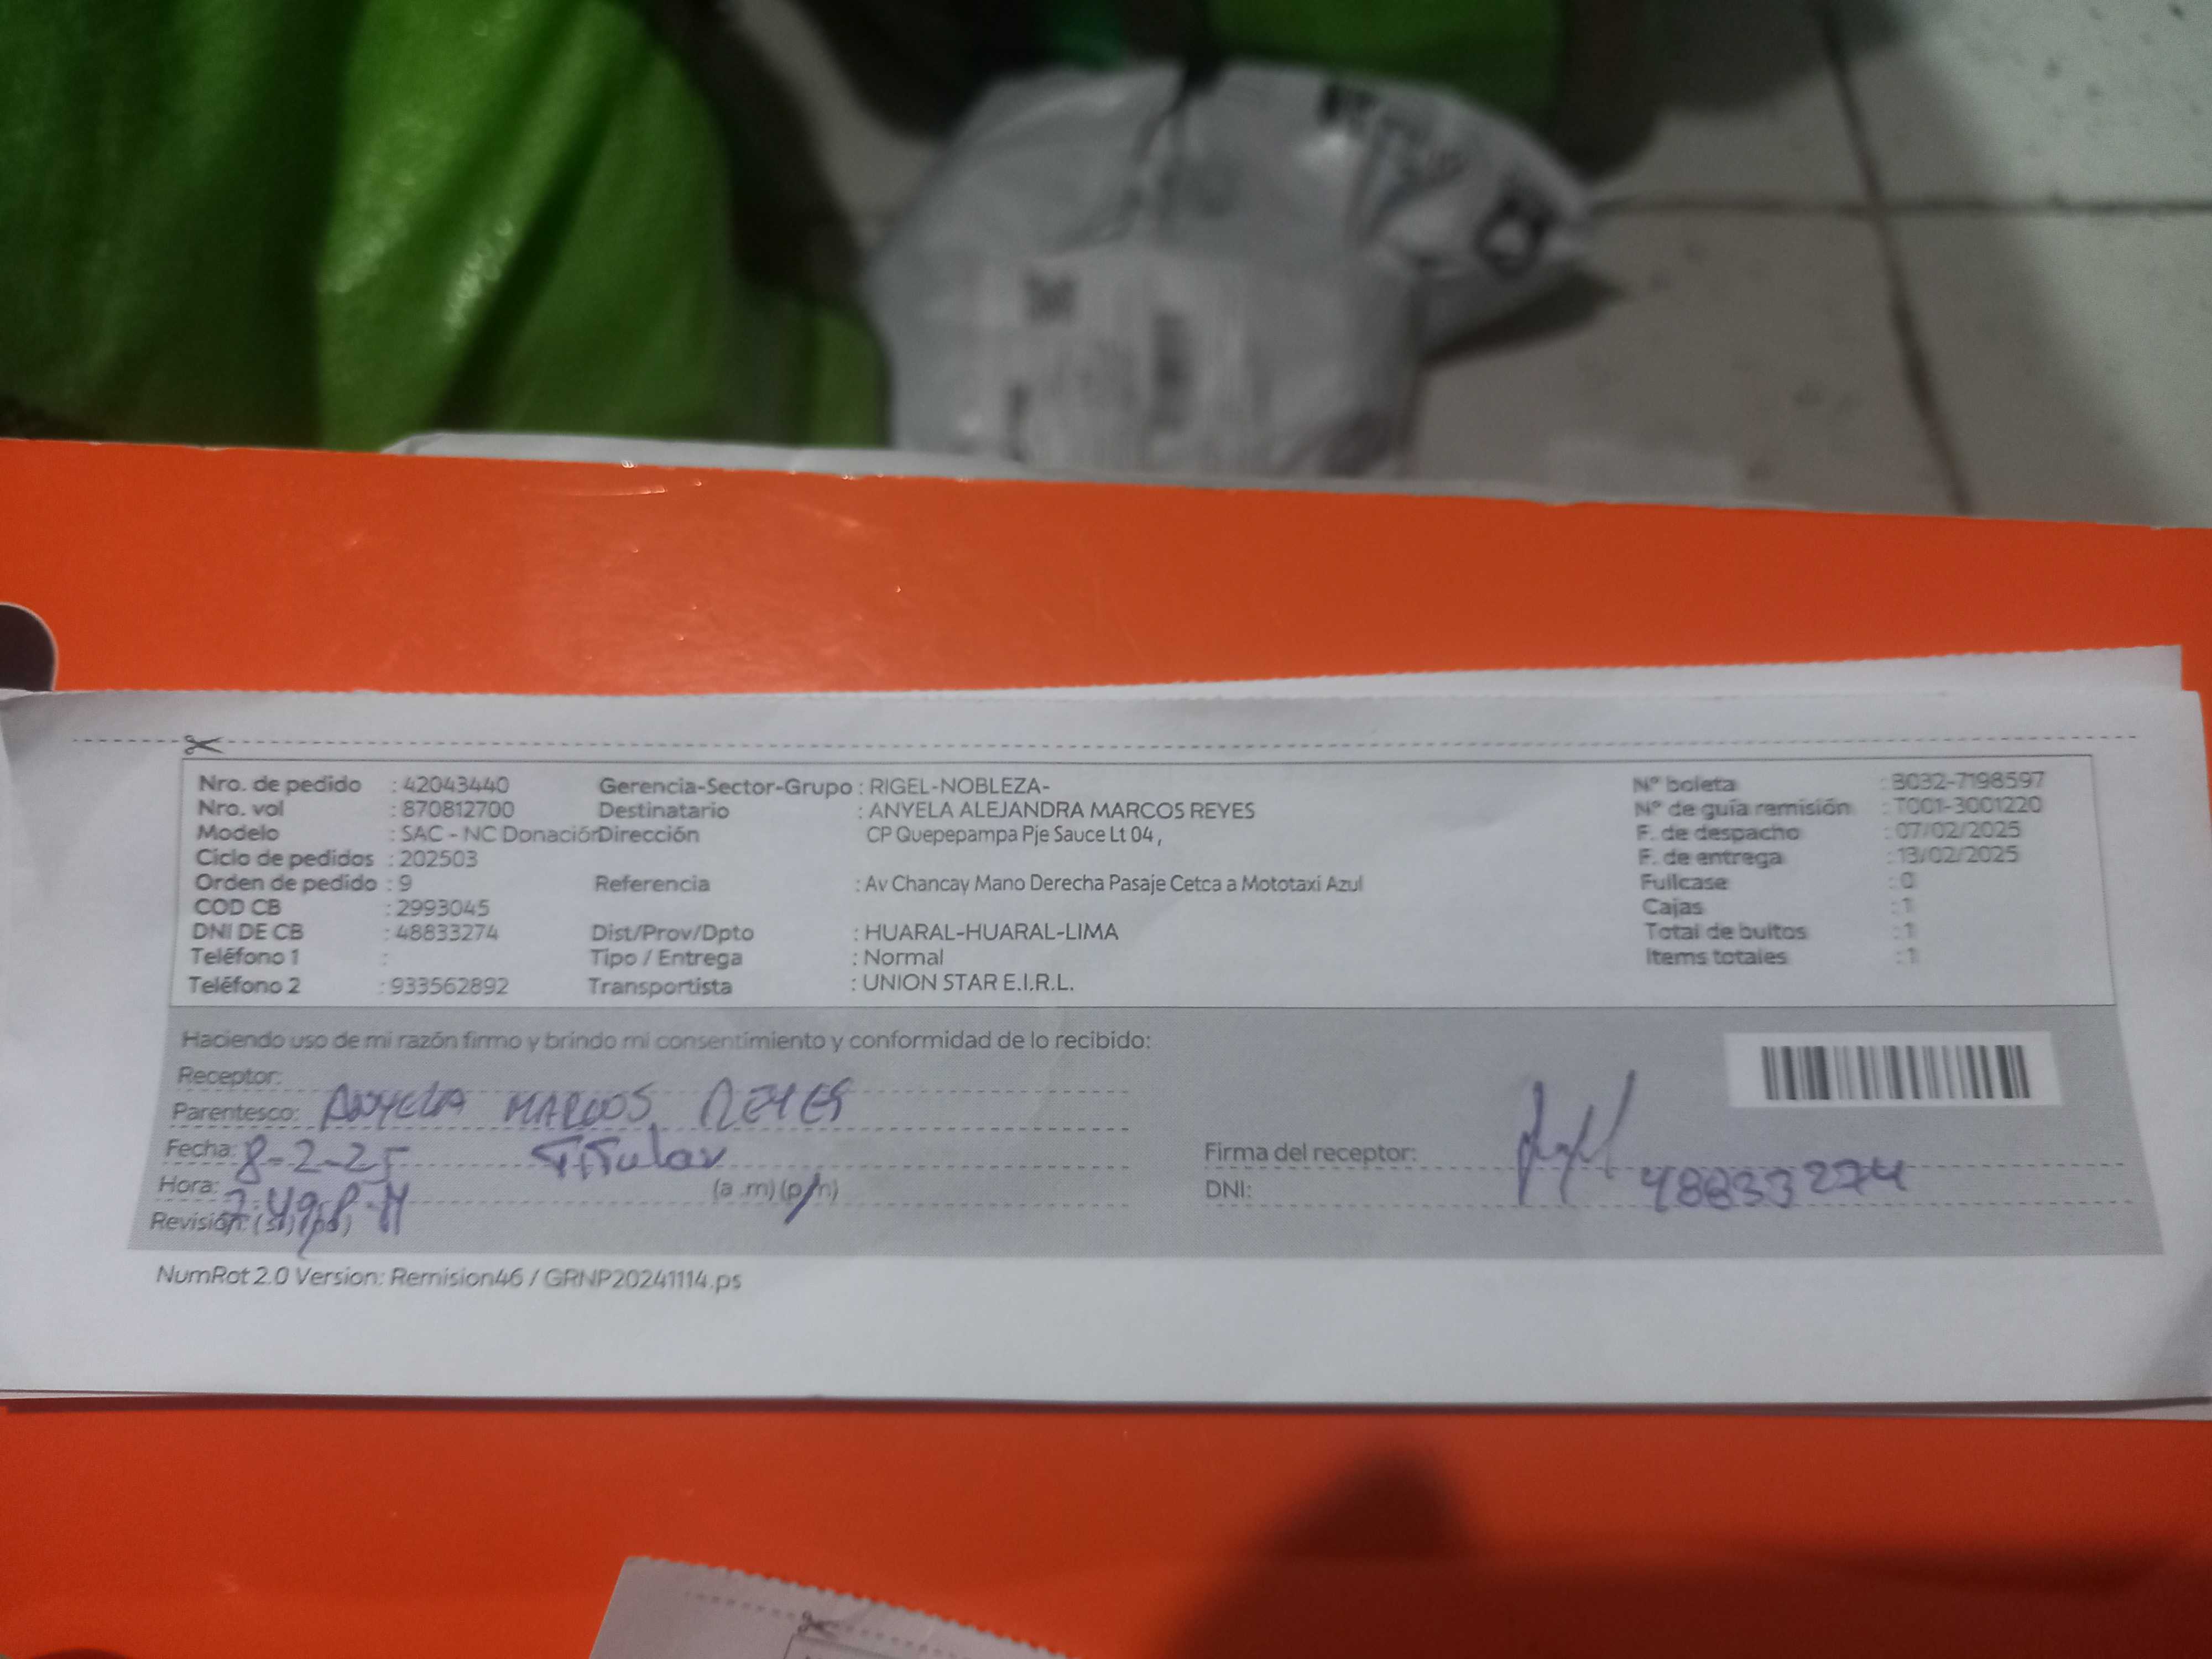 Nro. de pedido : 42043440 Gerencia-Sector-Grupo : RIGEL-NOBLEZA- N° boleta : B032-7198597
Nro. vol : 870812700 Destinatario : ANYELA ALEJANDRA MARCOS REYES N° de guía remisión : T001-3001220
Modelo : SAC - NC Donación Dirección CP Quepepampa Pje Sauce Lt 04 , F. de despacho : 07/02/2025
Ciclo de pedidos : 202503 F. de entrega : 13/02/2025
Orden de pedido : 9 Referencia : Av Chancay Mano Derecha Pasaje Cetca a Mototaxi Azul Fullcase : 0
COD CB : 2993045 Cajas : 1
DNI DE CB : 48833274 Dist/Prov/Dpto : HUARAL-HUARAL-LIMA Total de bultos : 1
Teléfono 1 : Tipo / Entrega : Normal Items totales : 1
Teléfono 2 : 933562892 Transportista : UNION STAR E.I.R.L.
Haciendo uso de mi razón firmo y brindo mi consentimiento y conformidad de lo recibido:
Receptor:
Parentesco: ANYELA MARCOS REYES
Fecha: 8-2-25 Titular Firma del receptor:
Hora: 7:49 P.M (a .m) (p/m) DNI: 48833274
Revisión: (si) (no)
NumRot 2.0 Version: Remision46 / GRNP20241114.ps